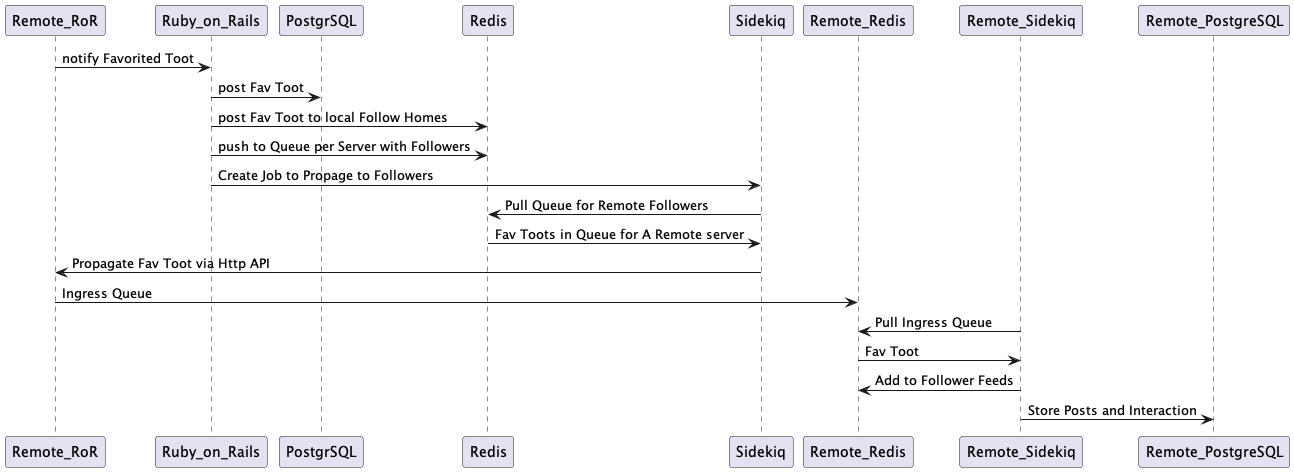 Remote_RoR Ruby_on_Rails PostgrSQL Redis Sidekiq Remote_Redis Remote_Sidekiq Remote_PostgreSQL
notify Favorited Toot
post Fav Toot
post Fav Toot to local Follow Homes
push to Queue per Server with Followers
Create Job to Propage to Followers
Pull Queue for Remote Followers
Fav Toots in Queue for A Remote server
Propagate Fav Toot via Http API
Ingress Queue
Pull Ingress Queue
Fav Toot
Add to Follower Feeds
Store Posts and Interaction
Remote_RoR Ruby_on_Rails PostgrSQL Redis Sidekiq Remote_Redis Remote_Sidekiq Remote_PostgreSQL